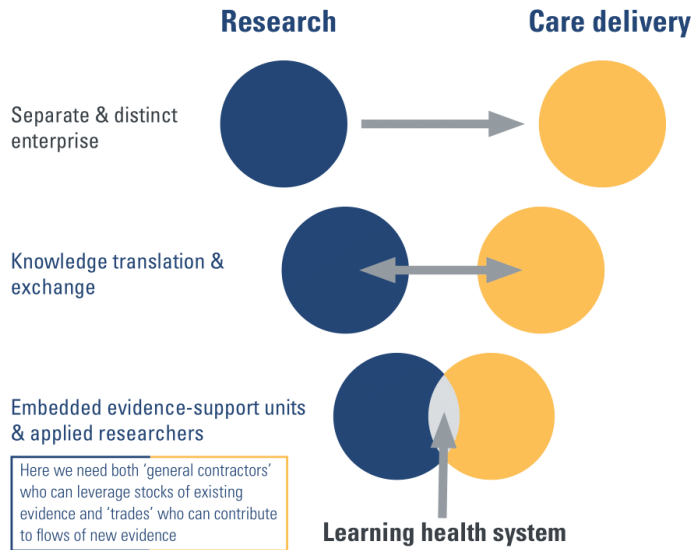 Research
Care delivery
Separate & distinct
enterprise
Knowledge translation &
exchange
Embedded evidence-support units
& applied researchers
Here we need both ‘general contractors’
who can leverage stocks of existing
evidence and ‘trades’ who can contribute
to flows of new evidence
Learning health system